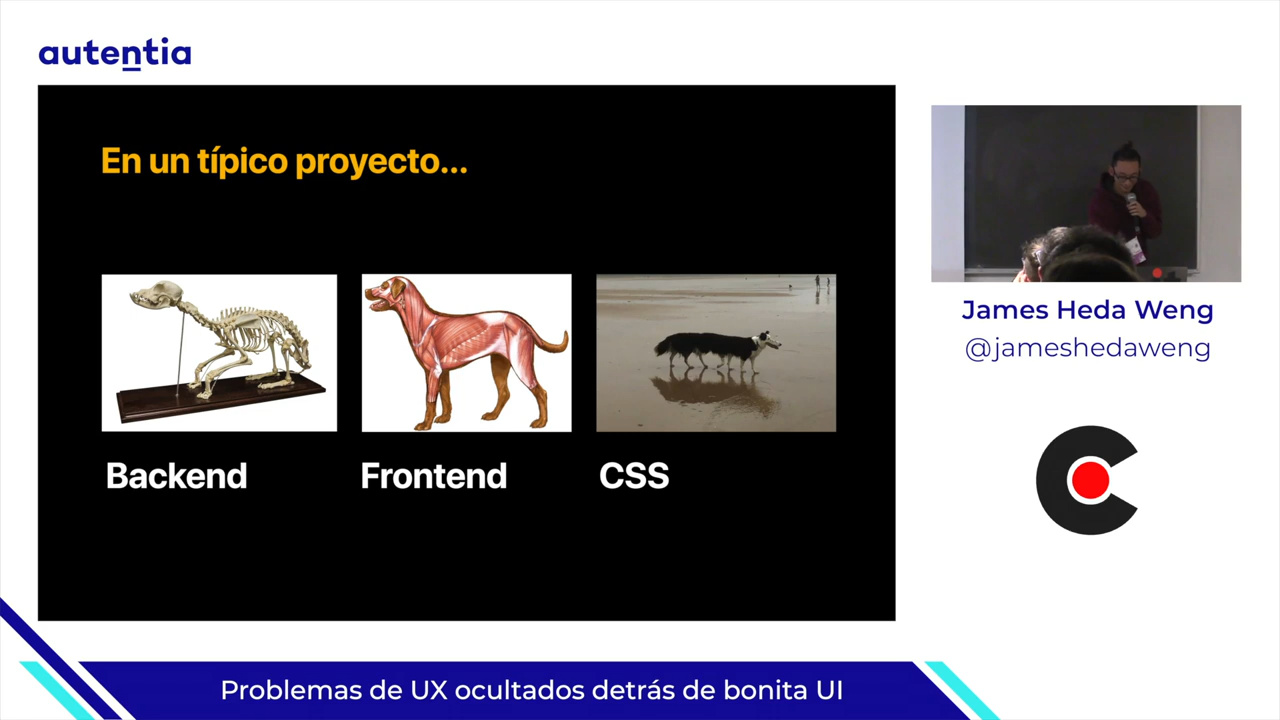 autentia
En un típico proyecto...
Backend
Frontend
CSS
James Heda Weng
@jameshedaweng
Problemas de UX ocultados detrás de bonita UI